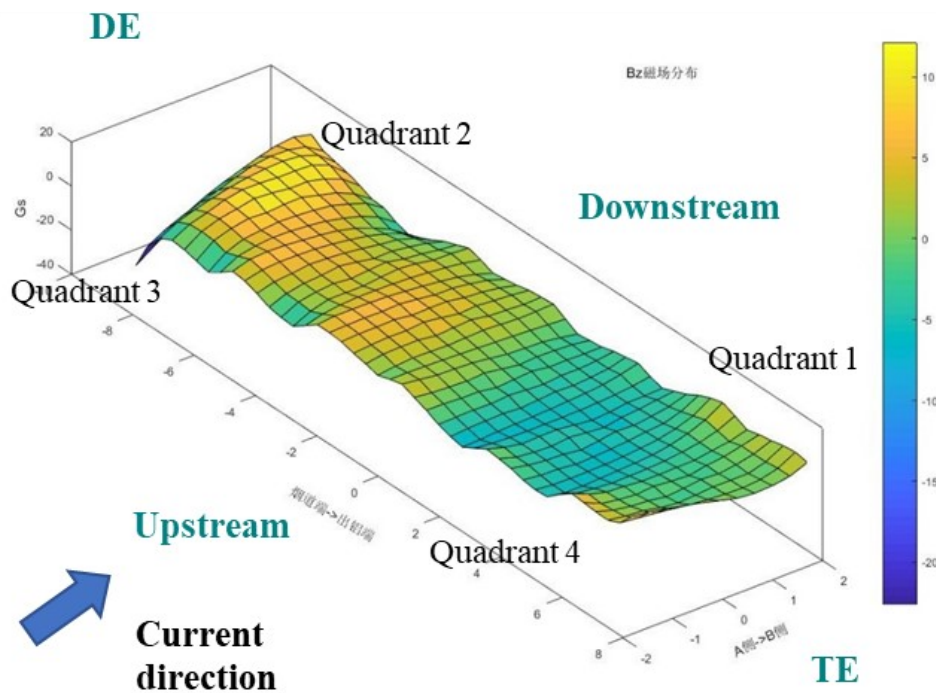 DE
Bz磁场分布
Quadrant 2
Downstream
20
0
-20
-40
Gs
Quadrant 3
-8
-6
-4
-2
0
2
4
6
8
烟道端->出铝端
Quadrant 1
Upstream
Quadrant 4
-2
-1
0
1
2
A侧->B侧
TE
Current
direction
10
5
0
-5
-10
-15
-20